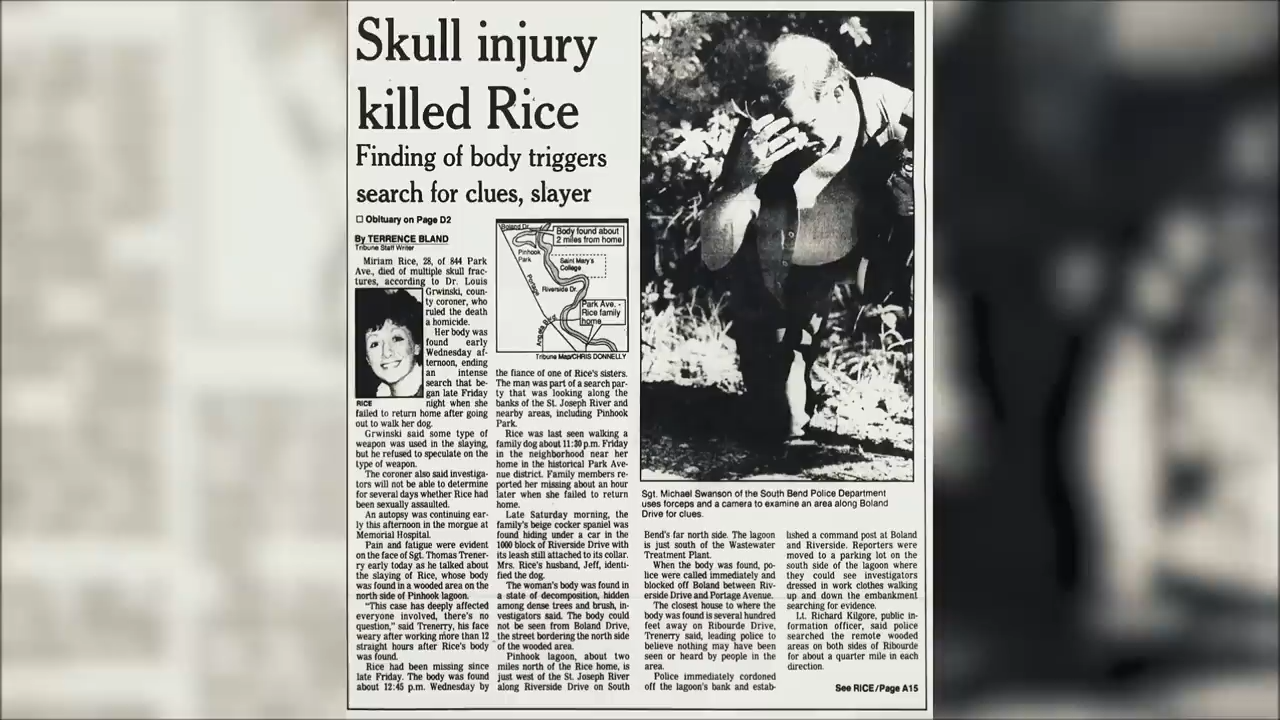 Skull injury
killed Rice
Finding of body triggers
search for clues, slayer
□ Obituary on Page D2
By TERRENCE BLAND
Tribune Staff Writer
Miriam Rice, 28, of 844 Park
Ave., died of multiple skull frac-
tures, according to Dr. Louis
Grwinski, coun-
ty coroner, who
ruled the death
a homicide.
Her body was
found early
Wednesday af-
ternoon, ending
an intense
search that be-
gan late Friday
night when she
RICE
failed to return home after going
out to walk her dog.
Grwinski said some type of
weapon was used in the slaying,
but he refused to speculate on the
type of weapon.
The coroner also said investiga-
tors will not be able to determine
for several days whether Rice had
been sexually assaulted.
An autopsy was continuing ear-
ly this afternoon in the morgue at
Memorial Hospital.
Pain and fatigue were evident
on the face of Sgt. Thomas Trener-
ry early today as he talked about
the slaying of Rice, whose body
was found in a wooded area on the
north side of Pinhook lagoon.
"This case has deeply affected
everyone involved, there's no
question," said Trenerry, his face
weary after working more than 12
straight hours after Rice's body
was found.
Rice had been missing since
late Friday. The body was found
about 12:45 p.m. Wednesday by
Boland Dr.
Body found about
2 miles from home
Pinhook
Park
Saint Mary's
College
Portage
Riverside Dr.
Park Ave. -
Rice family
home
Angela Blvd.
Tribune Map/CHRIS DONNELLY
the fiance of one of Rice's sisters.
The man was part of a search par-
ty that was looking along the
banks of the St. Joseph River and
nearby areas, including Pinhook
Park.
Rice was last seen walking a
family dog about 11:30 p.m. Friday
in the neighborhood near her
home in the historical Park Ave-
nue district. Family members re-
ported her missing about an hour
later when she failed to return
home.
Late Saturday morning, the
family's beige cocker spaniel was
found hiding under a car in the
1000 block of Riverside Drive with
its leash still attached to its collar.
Mrs. Rice's husband, Jeff, identi-
fied the dog.
The woman's body was found in
a state of decomposition, hidden
among dense trees and brush, in-
vestigators said. The body could
not be seen from Boland Drive,
the street bordering the north side
of the wooded area.
Pinhook lagoon, about two
miles north of the Rice home, is
just west of the St. Joseph River
along Riverside Drive on South
Sgt. Michael Swanson of the South Bend Police Department
uses forceps and a camera to examine an area along Boland
Drive for clues.
Bend's far north side. The lagoon
is just south of the Wastewater
Treatment Plant.
When the body was found, po-
lice were called immediately and
blocked off Boland between Riv-
erside Drive and Portage Avenue.
The closest house to where the
body was found is several hundred
feet away on Ribourde Drive,
Trenerry said, leading police to
believe nothing may have been
seen or heard by people in the
area.
Police immediately cordoned
off the lagoon's bank and estab-
lished a command post at Boland
and Riverside. Reporters were
moved to a parking lot on the
south side of the lagoon where
they could see investigators
dressed in work clothes walking
up and down the embankment
searching for evidence.
Lt. Richard Kilgore, public in-
formation officer, said police
searched the remote wooded
areas on both sides of Ribourde
for about a quarter mile in each
direction.
See RICE/Page A15